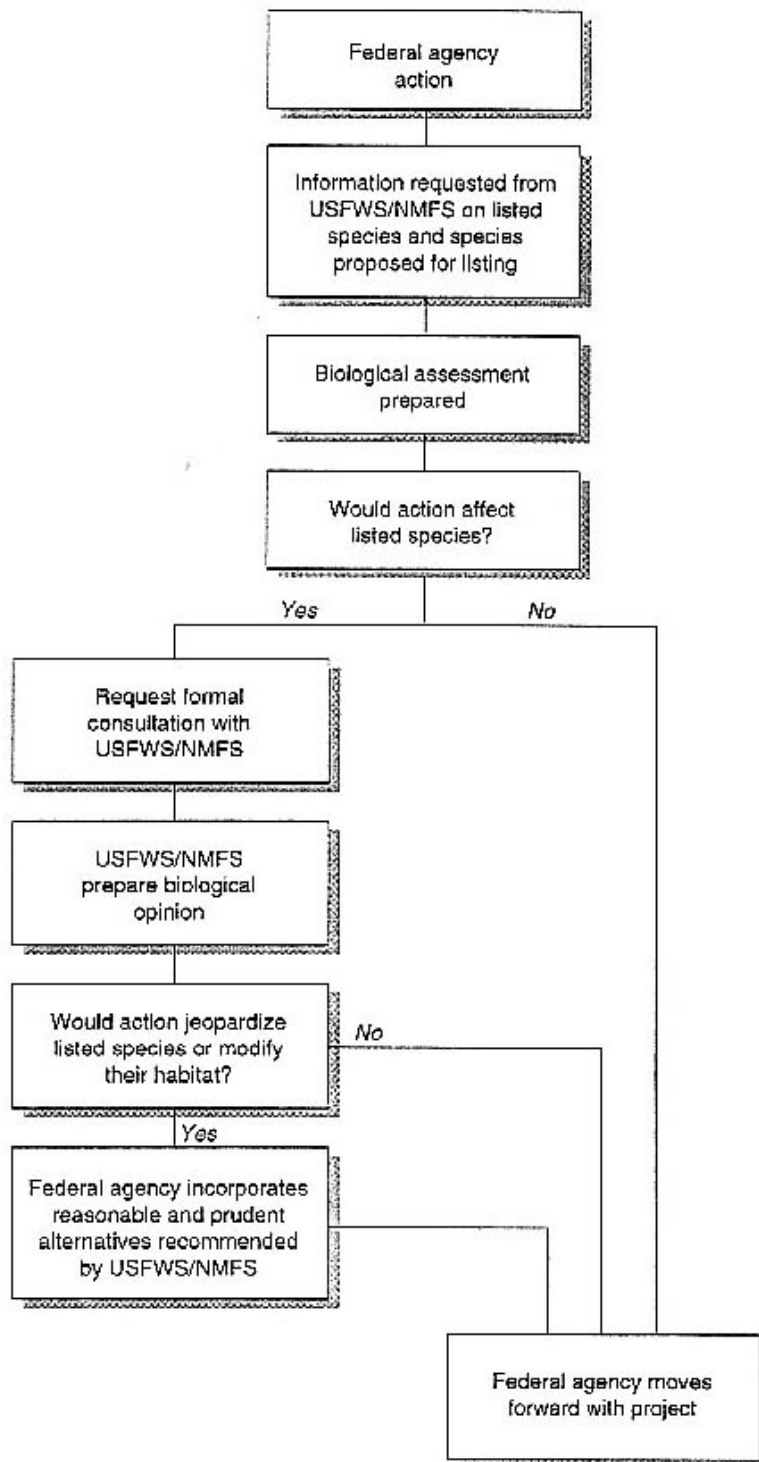 Federal agency
action
Information requested from
USFWS/NMFS on listed
species and species
proposed for listing
Biological assessment
prepared
Would action affect
listed species?
Yes
No
Request formal
consultation with
USFWS/NMFS
USFWS/NMFS
prepare biological
opinion
Would action jeopardize
listed species or modify
their habitat?
No
Yes
Federal agency incorporates
reasonable and prudent
alternatives recommended
by USFWS/NMFS
Federal agency moves
forward with project